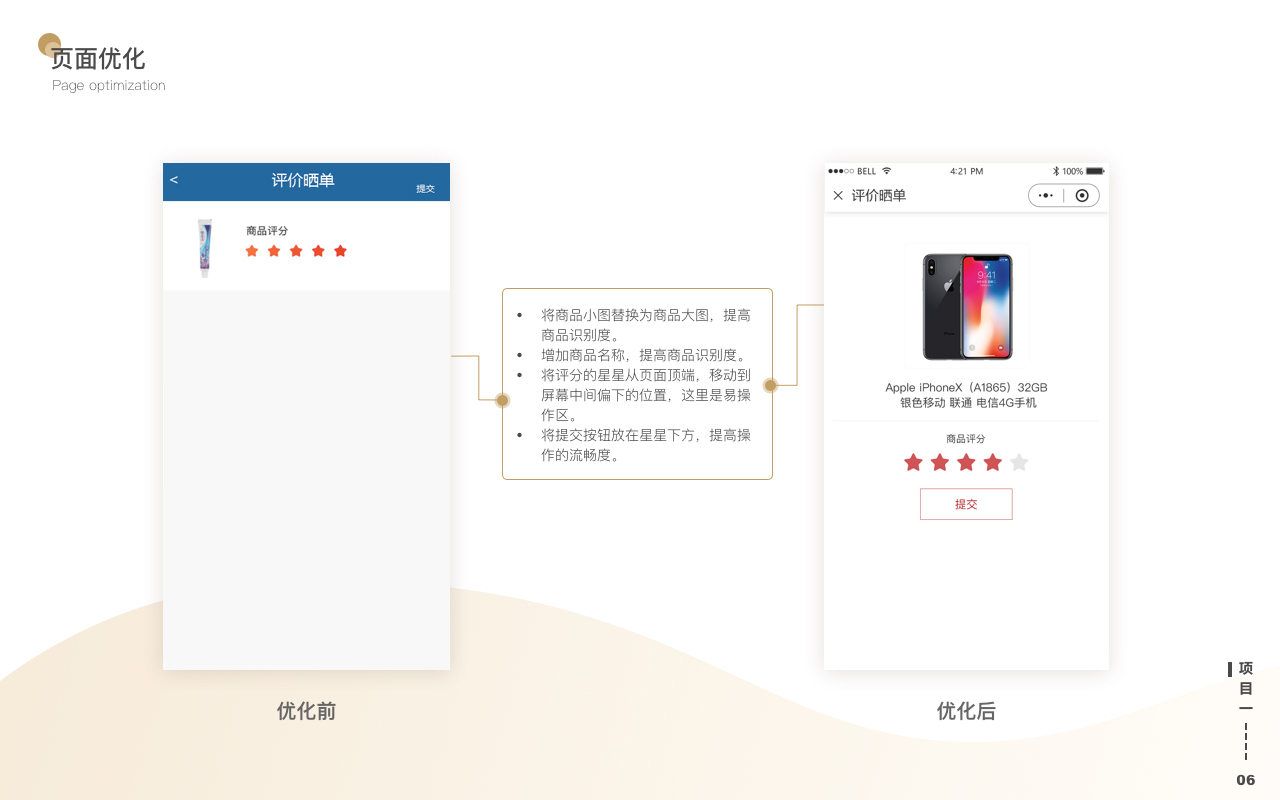 页面优化
Page optimization
<
评价晒单
提交
商品评分
优化前
• 将商品小图替换为商品大图，提高
商品识别度。
• 增加商品名称，提高商品识别度。
• 将评分的星星从页面顶端，移动到
屏幕中间偏下的位置，这里是易操
作区。
• 将提交按钮放在星星下方，提高操
作的流畅度。
BELL
4:21 PM
100%
评价晒单
9:41
Apple iPhoneX（A1865）32GB
银色移动 联通 电信4G手机
商品评分
提交
优化后
项目一
06